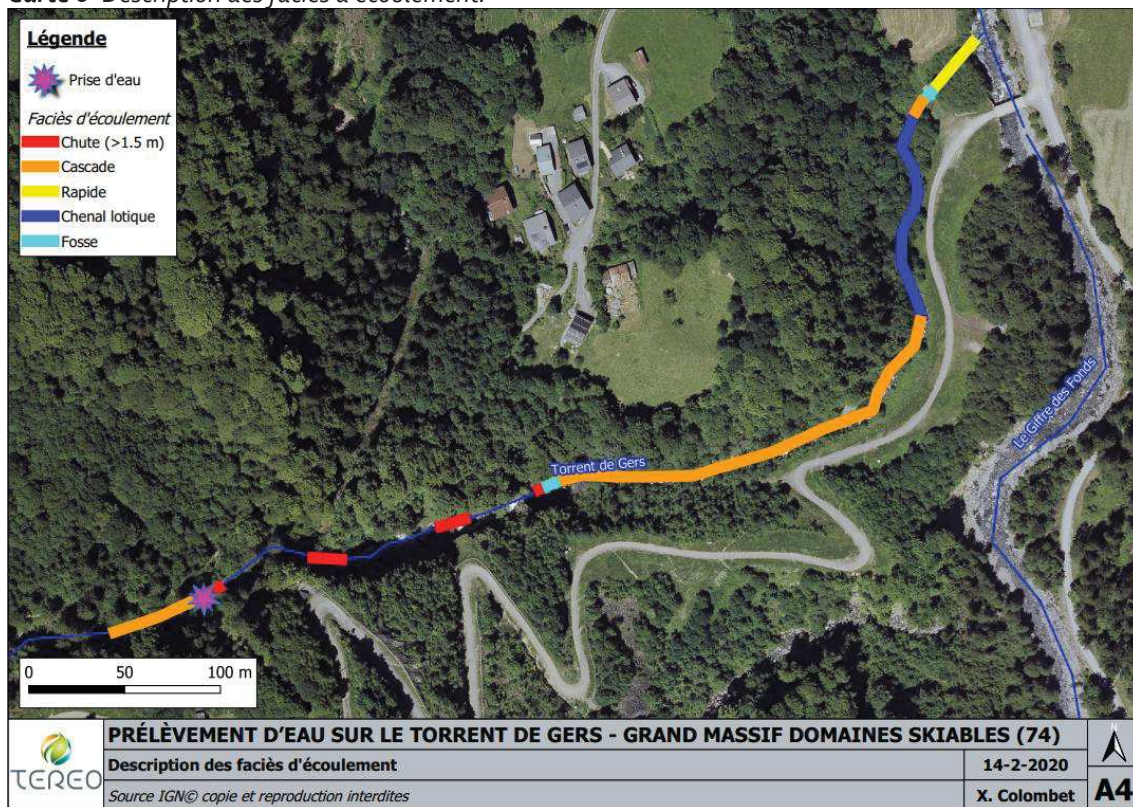 Carte 6 Description des faciès d'écoulement.
Légende
Prise d'eau
Faciès d'écoulement
Chute (>1.5 m)
Cascade
Rapide
Chenal lotique
Fosse
Torrent de Gers
Le Giffre des Fonds
0 50 100 m
TEREO
PRÉLÈVEMENT D'EAU SUR LE TORRENT DE GERS - GRAND MASSIF DOMAINES SKIABLES (74)
Description des faciès d'écoulement
14-2-2020
Source IGN© copie et reproduction interdites
X. Colombet
A4